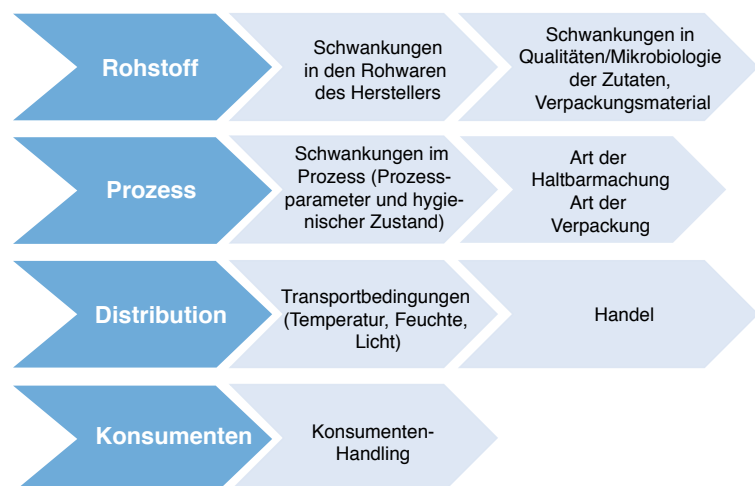 Rohstoff
Schwankungen
in den Rohwaren
des Herstellers
Schwankungen in
Qualitäten/Mikrobiologie
der Zutaten,
Verpackungsmaterial
Prozess
Schwankungen im
Prozess (Prozess-
parameter und hygie-
nischer Zustand)
Art der
Haltbarmachung
Art der
Verpackung
Distribution
Transportbedingungen
(Temperatur, Feuchte,
Licht)
Handel
Konsumenten
Konsumenten-
Handling